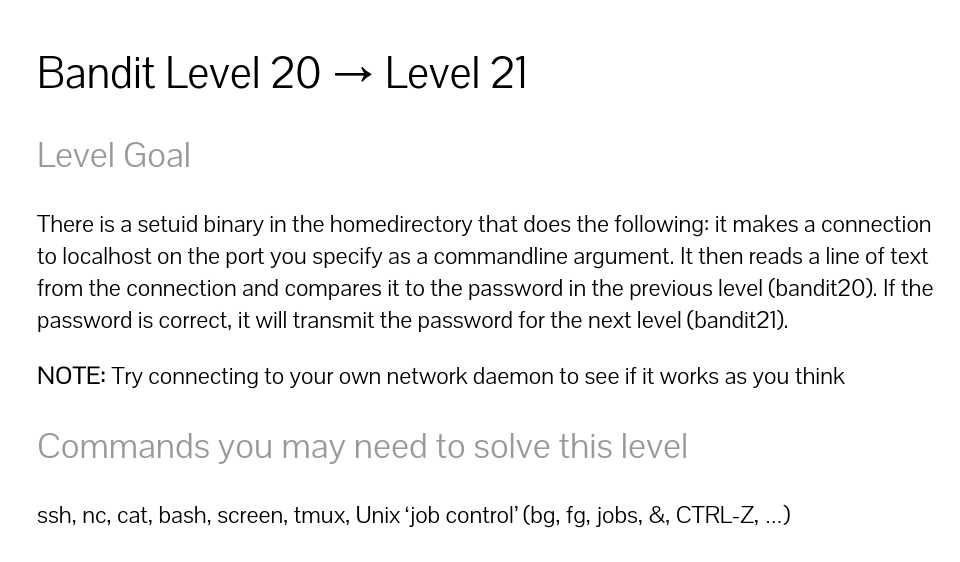 Bandit Level 20 → Level 21
Level Goal
There is a setuid binary in the homedirectory that does the following: it makes a connection
to localhost on the port you specify as a commandline argument. It then reads a line of text
from the connection and compares it to the password in the previous level (bandit20). If the
password is correct, it will transmit the password for the next level (bandit21).
NOTE: Try connecting to your own network daemon to see if it works as you think
Commands you may need to solve this level
ssh, nc, cat, bash, screen, tmux, Unix ‘job control’ (bg, fg, jobs, &, CTRL-Z, …)